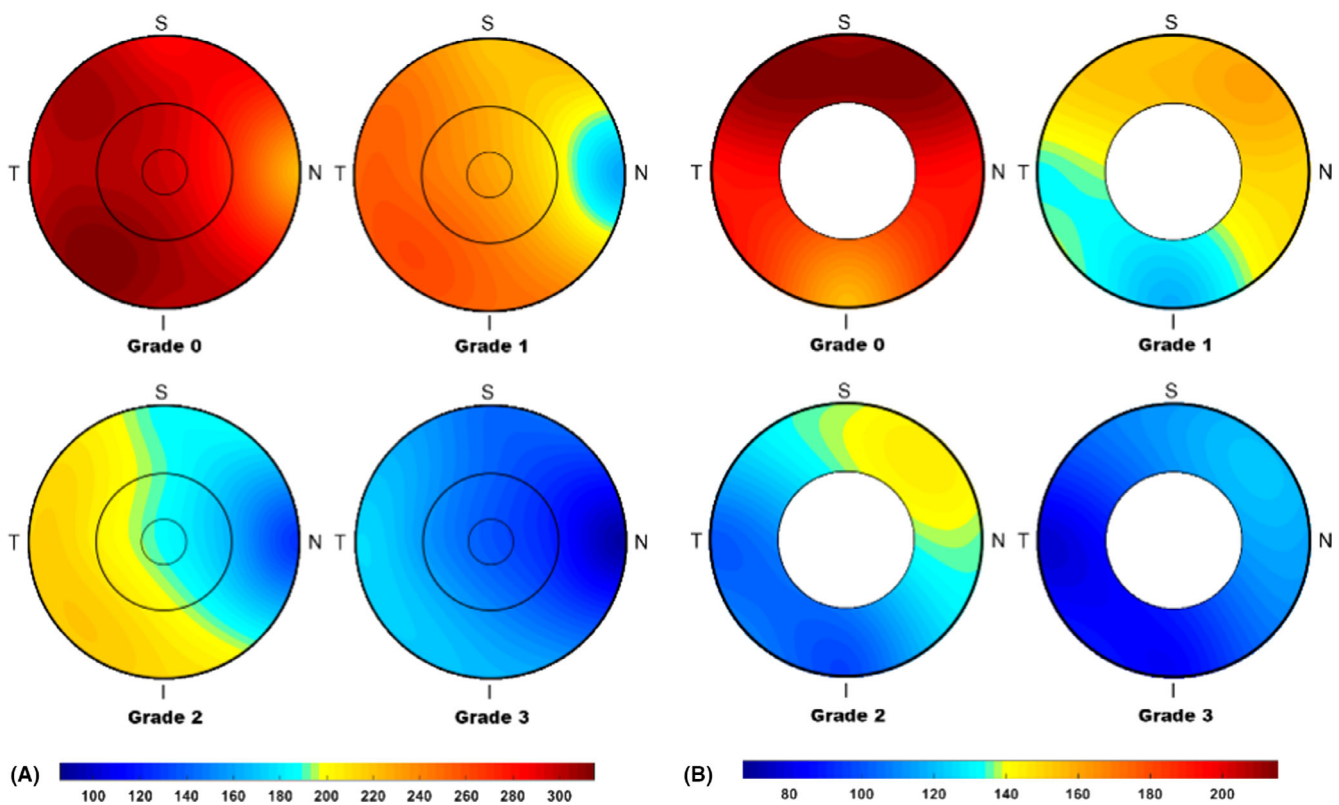 S S S S
T N T N T N T N
I I I I
Grade 0 Grade 1 Grade 0 Grade 1
S S S S
T N T N T N T N
I I I I
Grade 2 Grade 3 Grade 2 Grade 3
(A) (B)
100 120 140 160 180 200 220 240 260 280 300 80 100 120 140 160 180 200